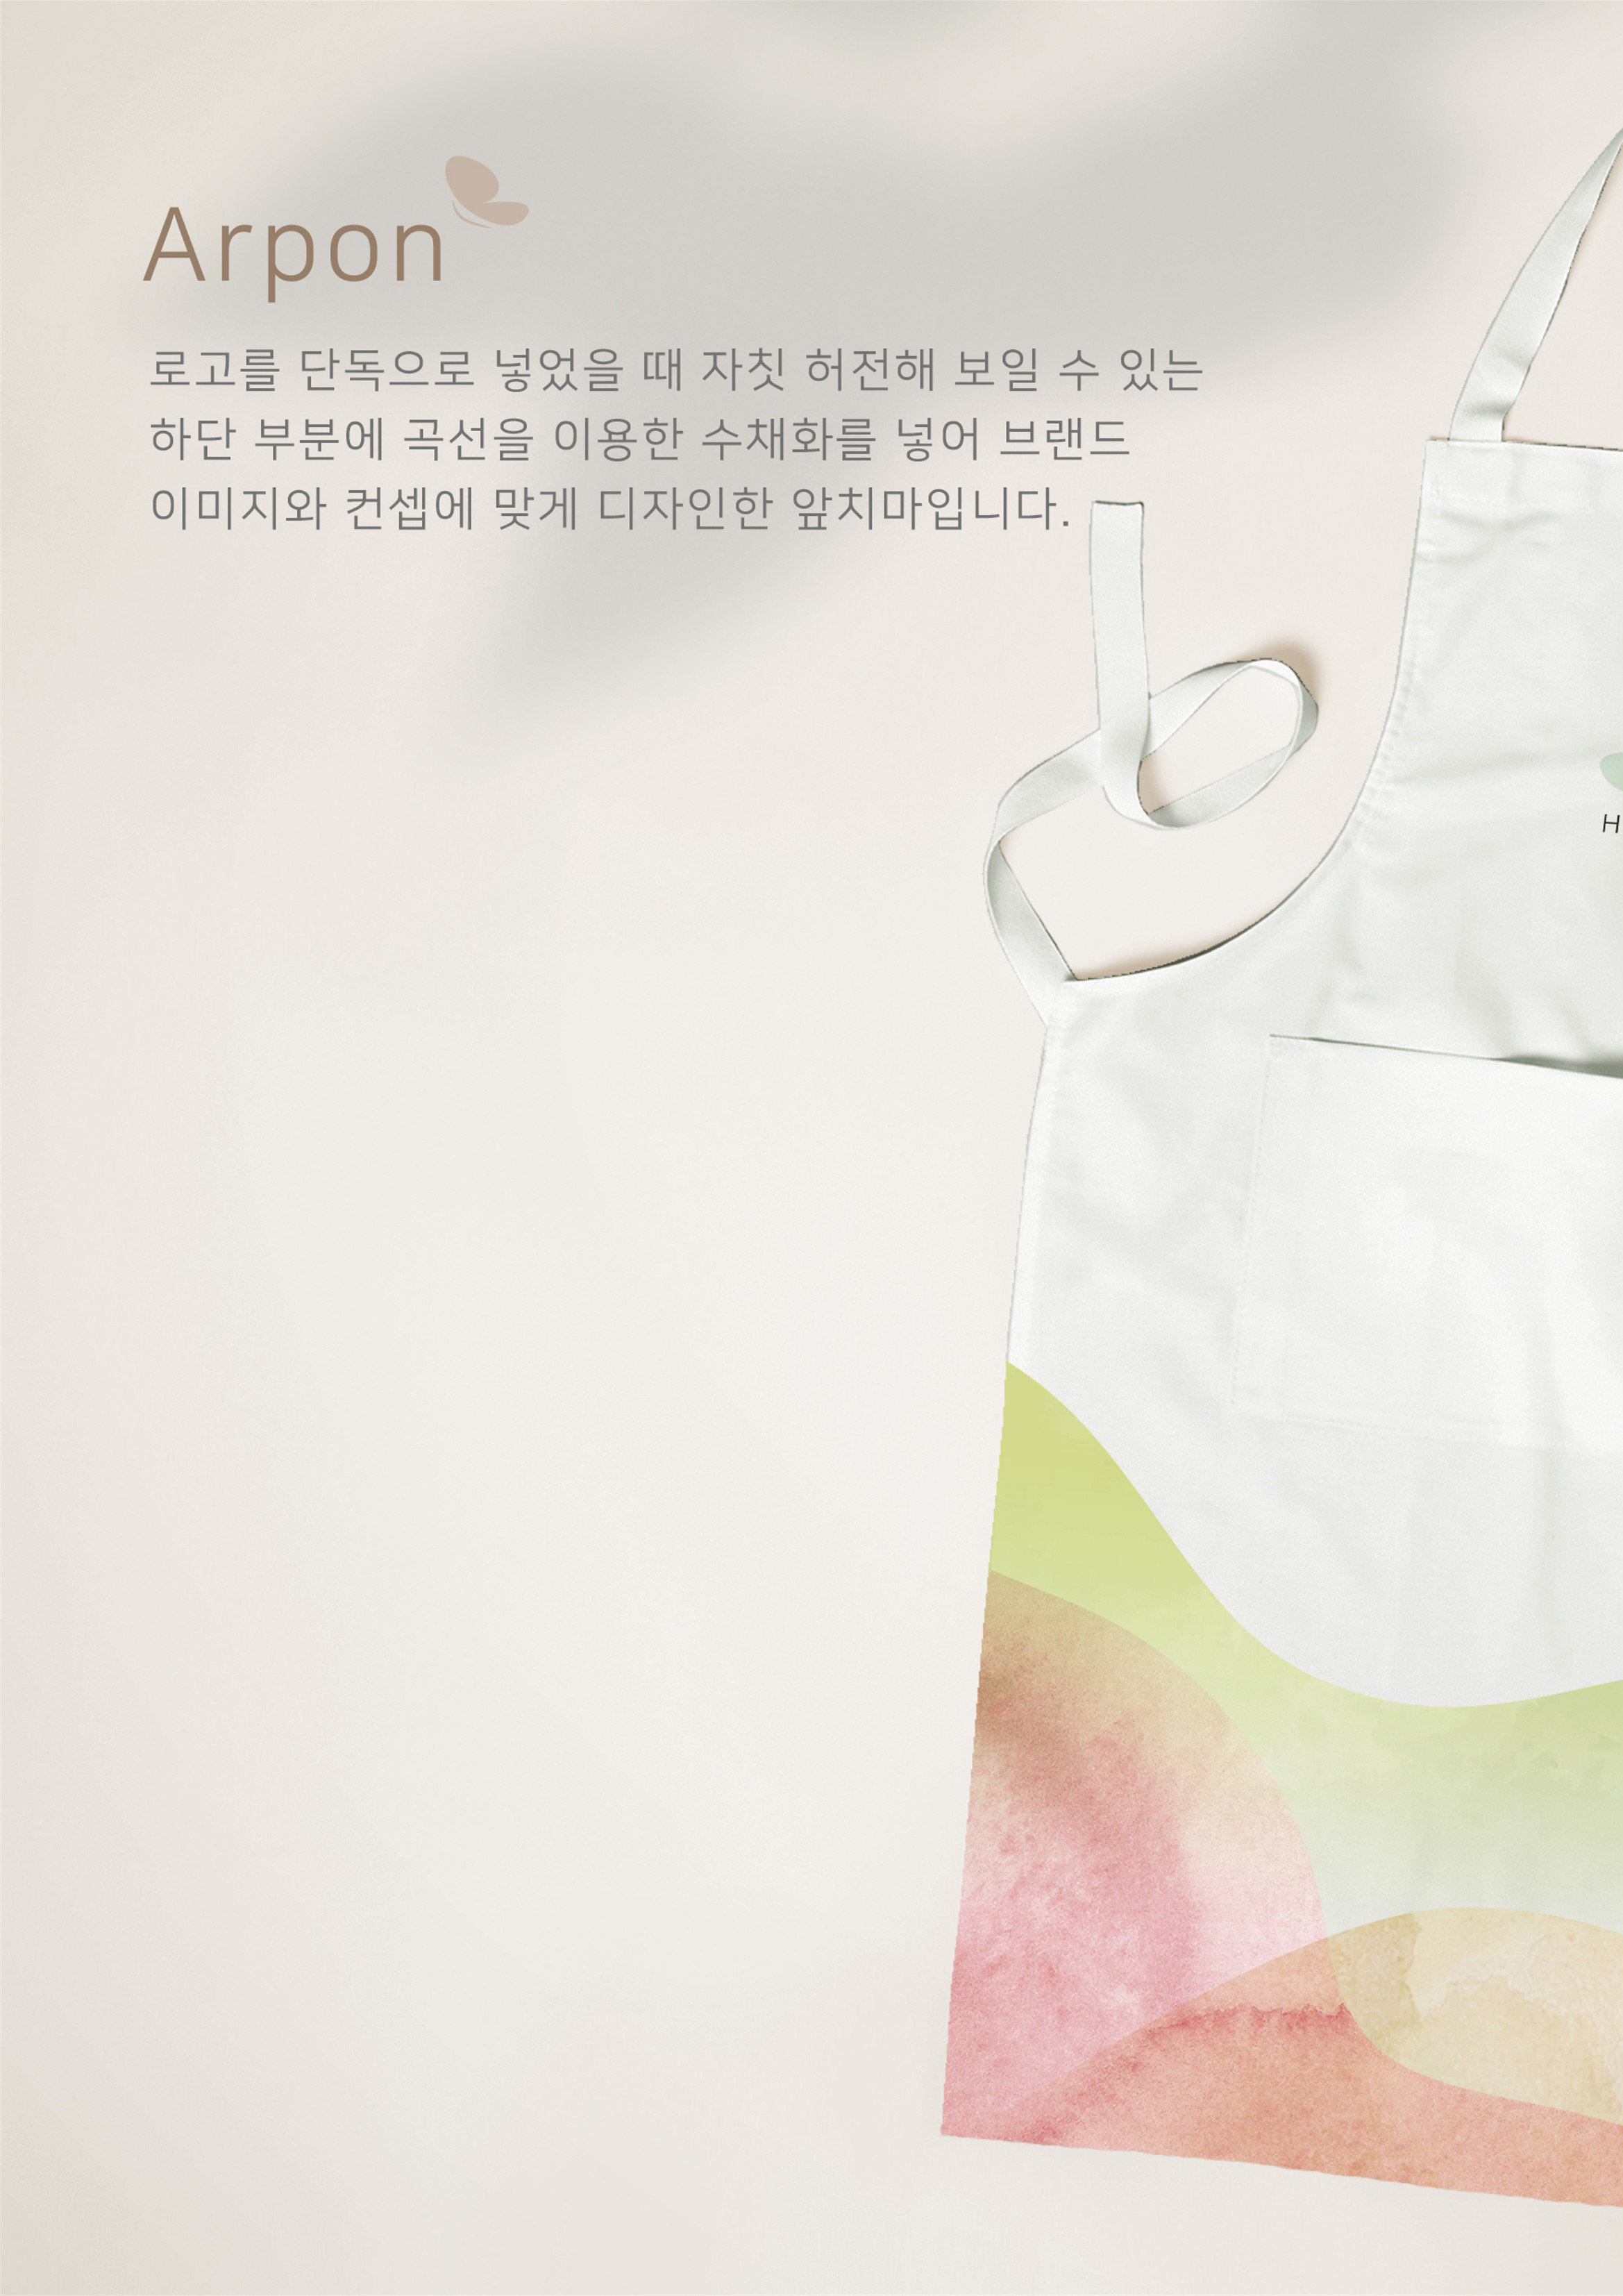 Arpon
로고를 단독으로 넣었을 때 자칫 허전해 보일 수 있는
하단 부분에 곡선을 이용한 수채화를 넣어 브랜드
이미지와 컨셉에 맞게 디자인한 앞치마입니다.
H